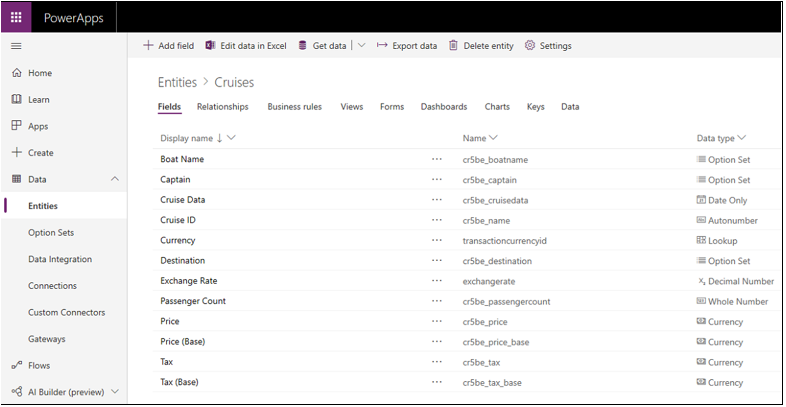 PowerApps
Add field Edit data in Excel Get data Export data Delete entity Settings
Home
Learn
Apps
Create
Data
Entities
Option Sets
Data Integration
Connections
Custom Connectors
Gateways
Flows
AI Builder (preview)
Entities > Cruises
Fields Relationships Business rules Views Forms Dashboards Charts Keys Data
Display name ↓ Name Data type
Boat Name ... cr5be_boatname Option Set
Captain ... cr5be_captain Option Set
Cruise Data ... cr5be_cruisedata Date Only
Cruise ID ... cr5be_name Autonumber
Currency ... transactioncurrencyid Lookup
Destination ... cr5be_destination Option Set
Exchange Rate ... exchangerate Decimal Number
Passenger Count ... cr5be_passengercount Whole Number
Price ... cr5be_price Currency
Price (Base) ... cr5be_price_base Currency
Tax ... cr5be_tax Currency
Tax (Base) ... cr5be_tax_base Currency